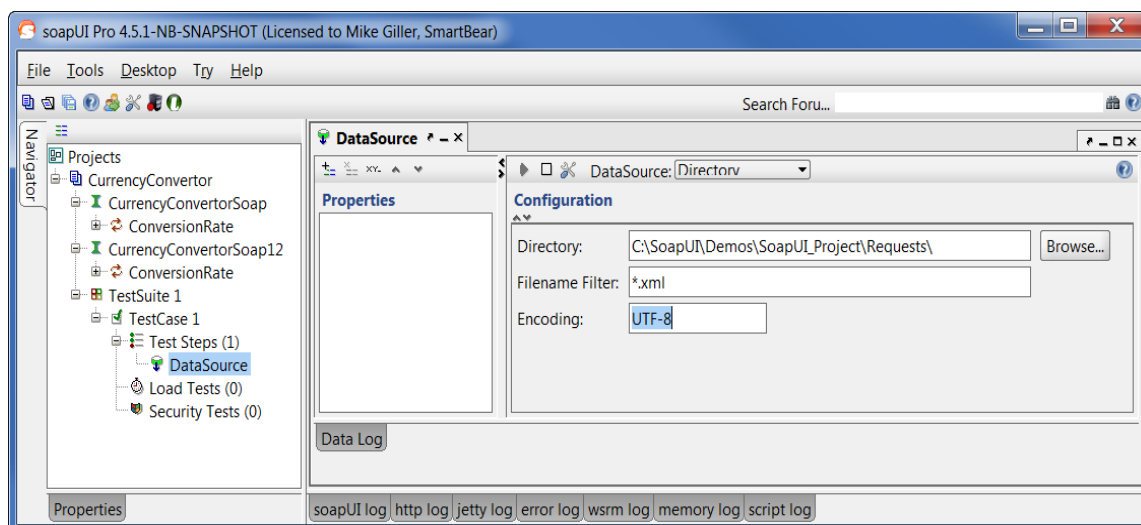 soapUI Pro 4.5.1-NB-SNAPSHOT (Licensed to Mike Giller, SmartBear)
File Tools Desktop Try Help
Search Foru...
Navigator
Projects
CurrencyConvertor
CurrencyConvertorSoap
ConversionRate
CurrencyConvertorSoap12
ConversionRate
TestSuite 1
TestCase 1
Test Steps (1)
DataSource
Load Tests (0)
Security Tests (0)
Properties
DataSource
XY..
DataSource: Directory
Properties
Configuration
Directory: C:\SoapUI\Demos\SoapUI_Project\Requests\ Browse...
Filename Filter: *.xml
Encoding: UTF-8
Data Log
soapUI log http log jetty log error log wsrm log memory log script log